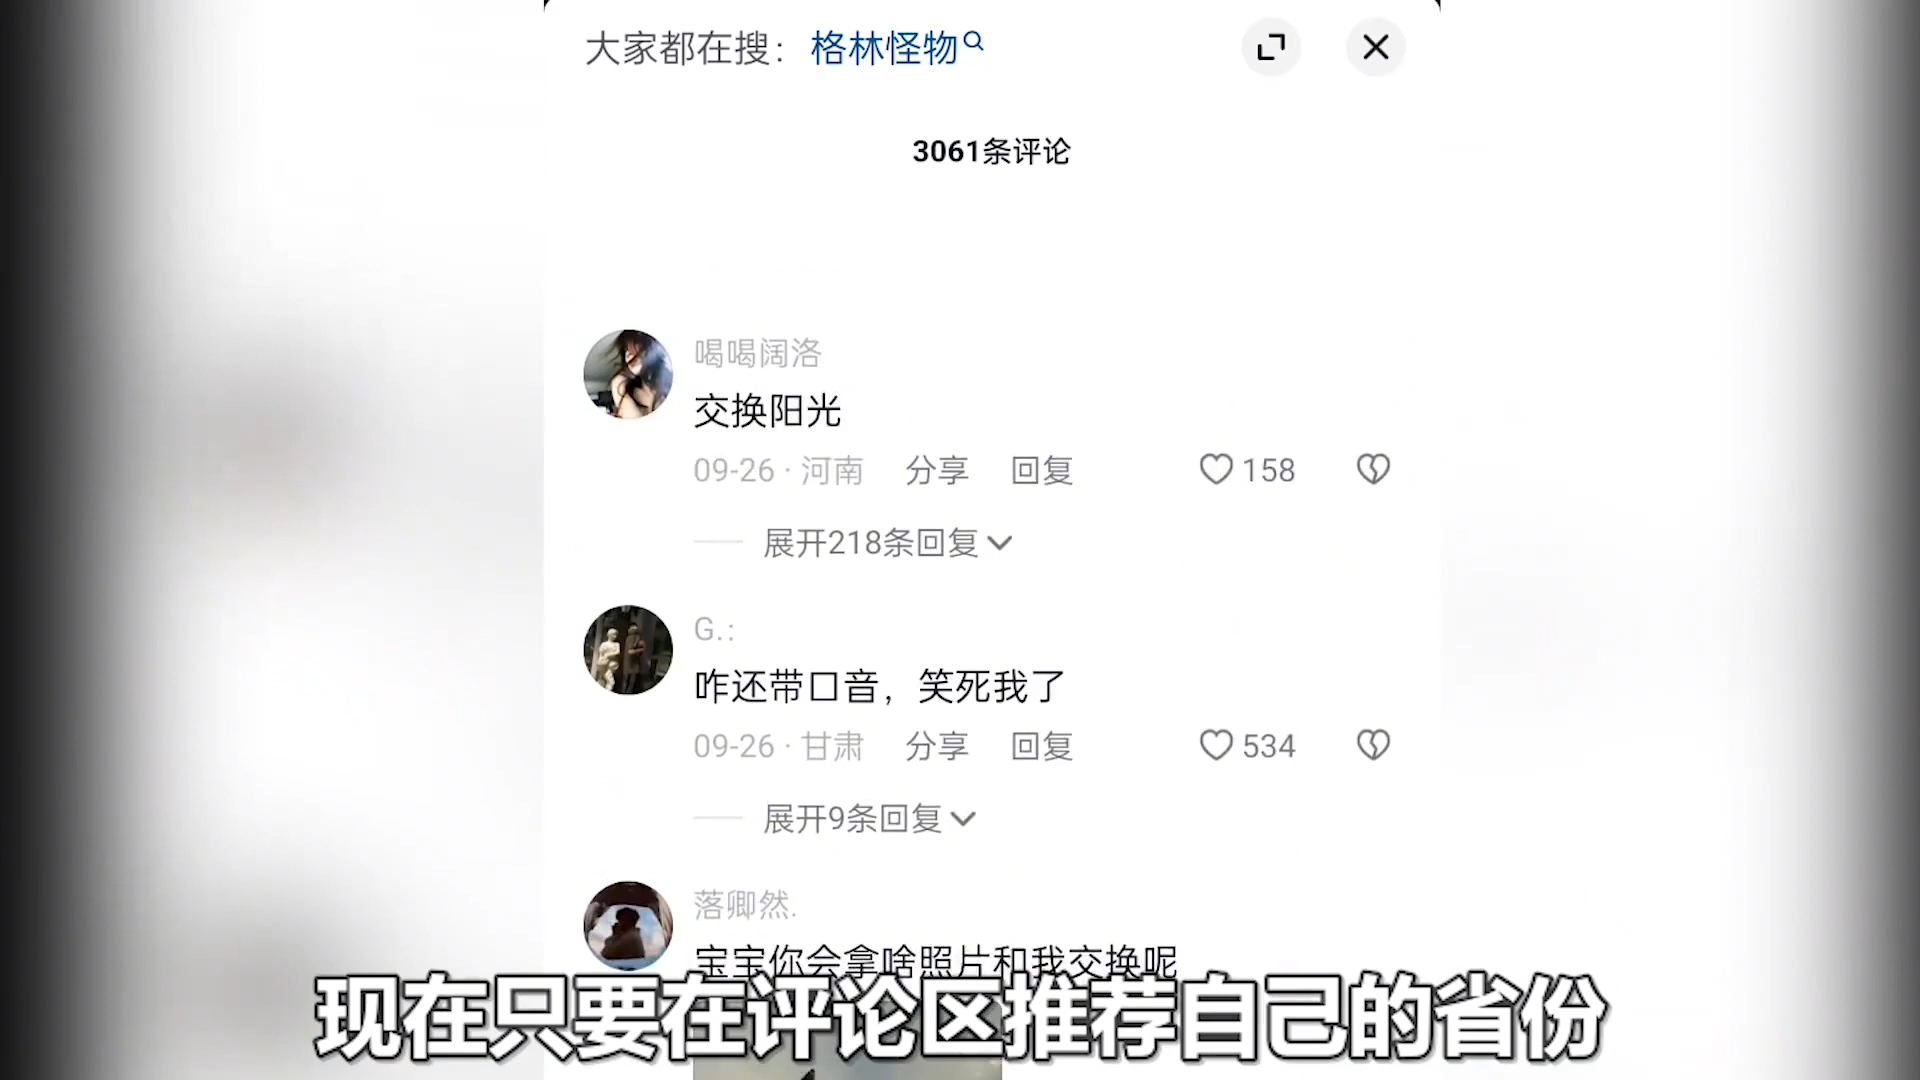 大家都在搜：格林怪物
3061条评论
喝喝阔洛
交换阳光
09-26 · 河南 分享 回复 158
展开218条回复
G.:
咋还带口音，笑死我了
09-26 · 甘肃 分享 回复 534
展开9条回复
落卿然.
宝宝你会拿啥照片和我交换呢
现在只要在评论区推荐自己的省份